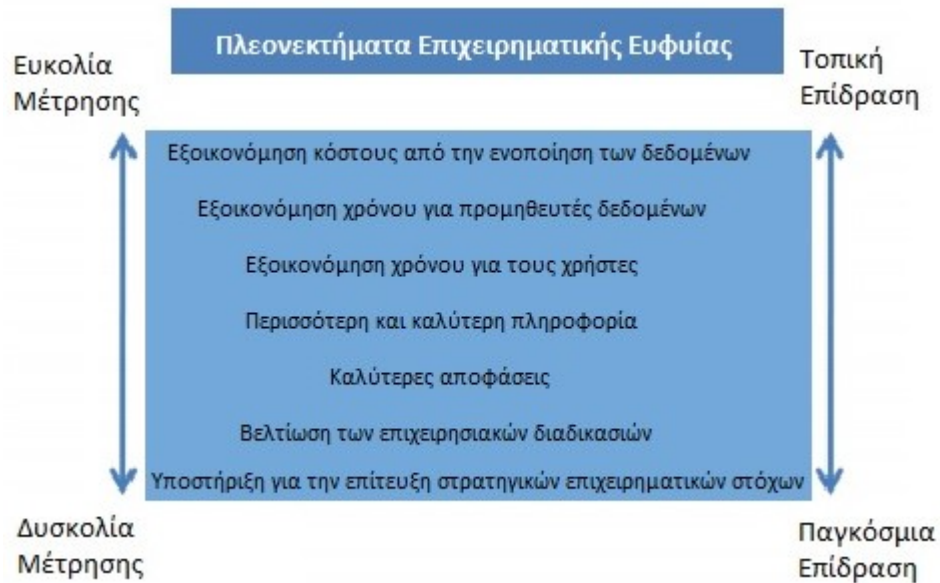 Πλεονεκτήματα Επιχειρηματικής Ευφυίας
Ευκολία
Μέτρησης
Τοπική
Επίδραση
Εξοικονόμηση κόστους από την ενοποίηση των δεδομένων
Εξοικονόμηση χρόνου για προμηθευτές δεδομένων
Εξοικονόμηση χρόνου για τους χρήστες
Περισσότερη και καλύτερη πληροφορία
Καλύτερες αποφάσεις
Βελτίωση των επιχειρησιακών διαδικασιών
Υποστήριξη για την επίτευξη στρατηγικών επιχειρηματικών στόχων
Δυσκολία
Μέτρησης
Παγκόσμια
Επίδραση